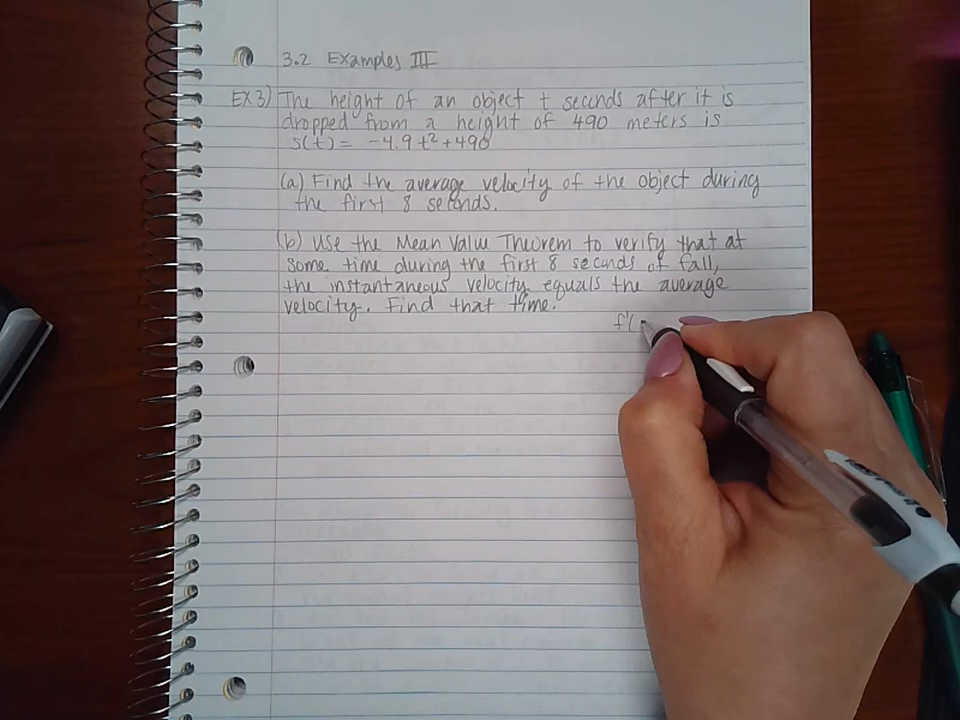 3.2 Examples III
EX 3) The height of an object t seconds after it is
dropped from a height of 490 meters is
s(t) = -4.9t²+490
(a) Find the average velocity of the object during
the first 8 seconds.
(b) Use the Mean Value Theorem to verify that at
some time during the first 8 seconds of fall,
the instantaneous velocity equals the average
velocity. Find that time.
f'(